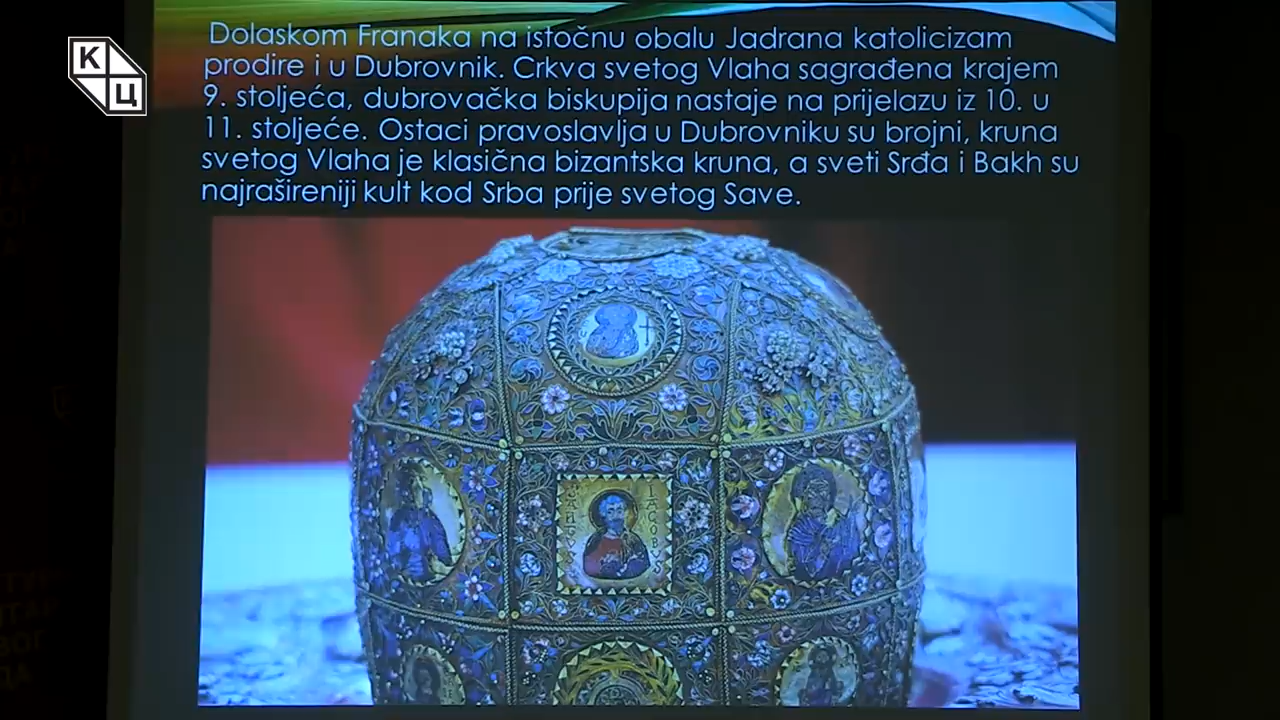 К
Ц
Dolaskom Franaka na istočnu obalu Jadrana katolicizam
prodire i u Dubrovnik. Crkva svetog Vlaha sagrađena krajem
9. stoljeća, dubrovačka biskupija nastaje na prijelazu iz 10. u
11. stoljeće. Ostaci pravoslavlja u Dubrovniku su brojni, kruna
svetog Vlaha je klasična bizantska kruna, a sveti Srđa i Bakh su
najrašireniji kult kod Srba prije svetog Save.